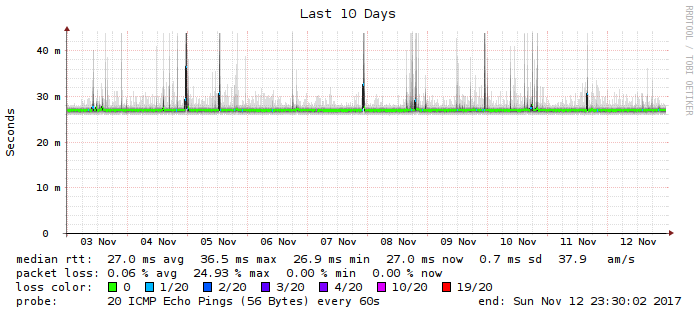 Last 10 Days
RRDTOOL / TOBI OETIKER
Seconds
40 m
30 m
20 m
10 m
0
03 Nov 04 Nov 05 Nov 06 Nov 07 Nov 08 Nov 09 Nov 10 Nov 11 Nov 12 Nov
median rtt: 27.0 ms avg 36.5 ms max 26.9 ms min 27.0 ms now 0.7 ms sd 37.9 am/s
packet loss: 0.06 % avg 24.93 % max 0.00 % min 0.00 % now
loss color: 0 1/20 2/20 3/20 4/20 10/20 19/20
probe: 20 ICMP Echo Pings (56 Bytes) every 60s end: Sun Nov 12 23:30:02 2017